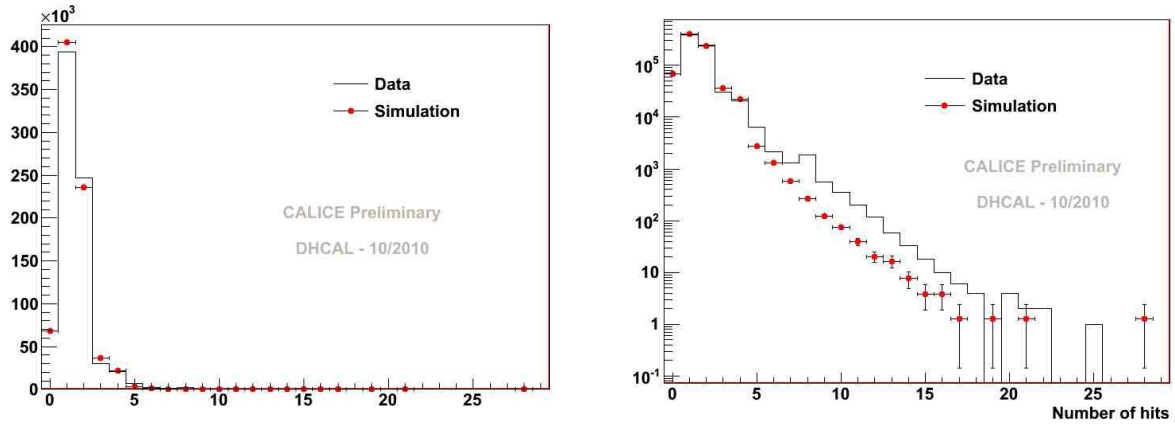 ×10³
400
350
300
250
200
150
100
50
0
0 5 10 15 20 25
Data
Simulation
CALICE Preliminary
DHCAL - 10/2010
10⁵
10⁴
10³
10²
10
1
10⁻¹
0 5 10 15 20 25
Number of hits
Data
Simulation
CALICE Preliminary
DHCAL - 10/2010